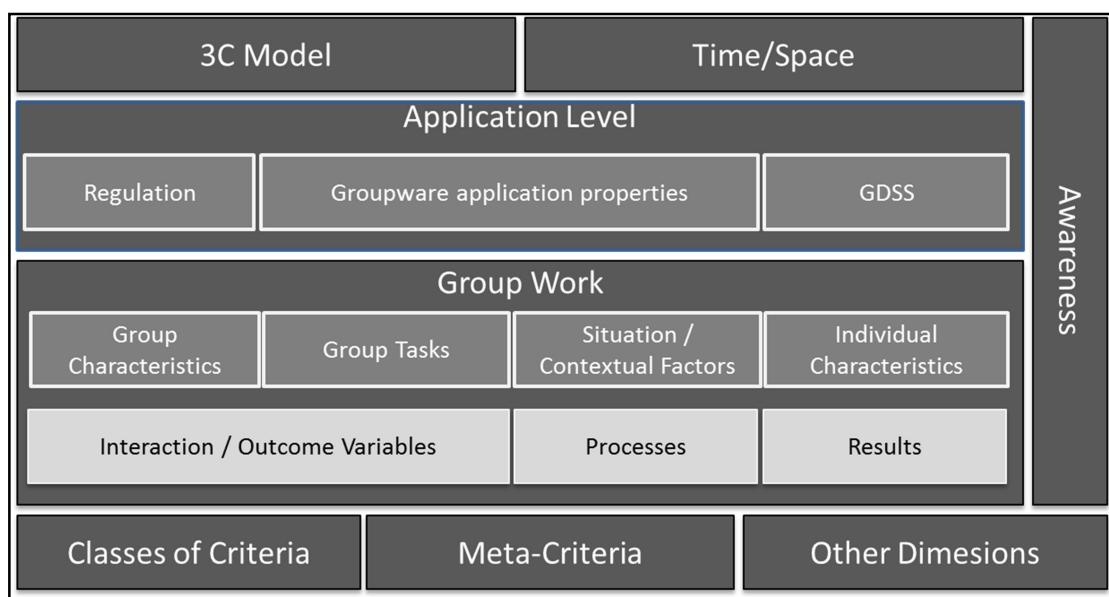 3C Model
Time/Space
Application Level
Regulation
Groupware application properties
GDSS
Awareness
Group Work
Group
Characteristics
Group Tasks
Situation /
Contextual Factors
Individual
Characteristics
Interaction / Outcome Variables
Processes
Results
Classes of Criteria
Meta-Criteria
Other Dimesions